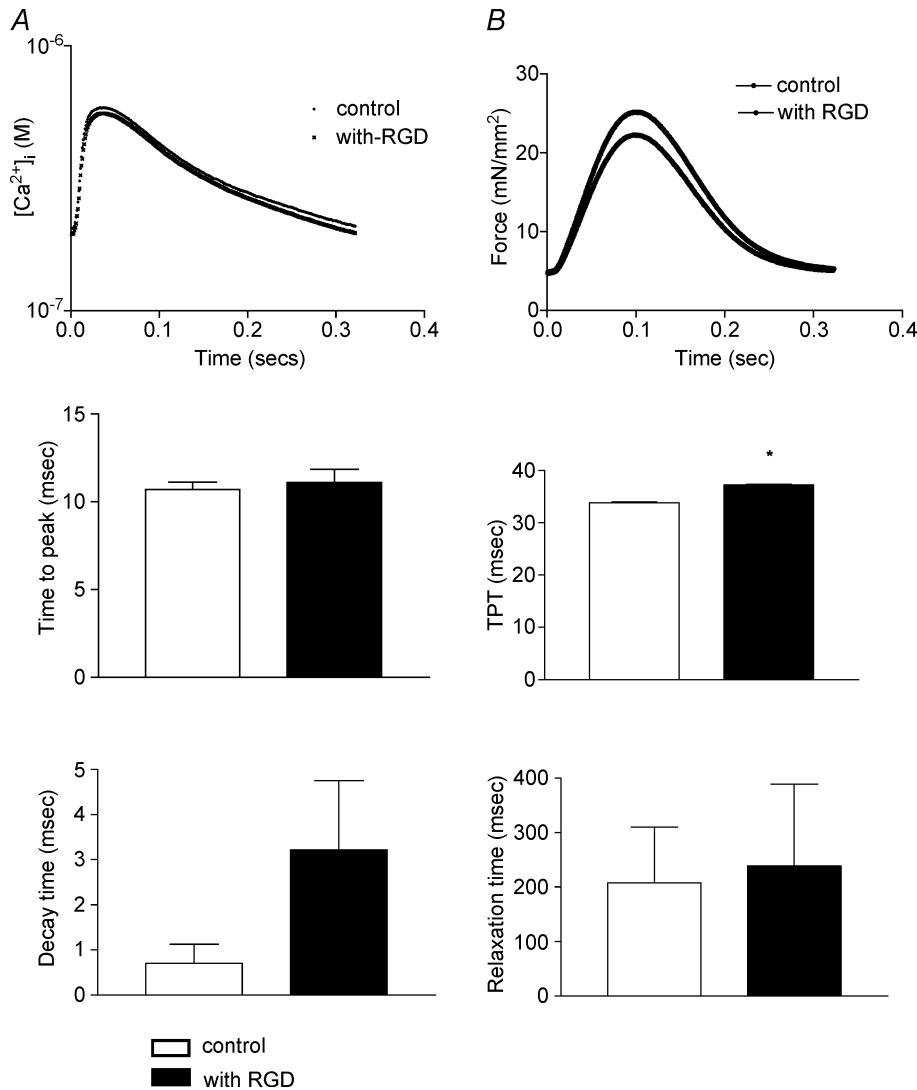 A
10-6
[Ca2+]i (M)
10-7
control
with-RGD
0.0 0.1 0.2 0.3 0.4
Time (secs)
B
30
20
10
0
Force (mN/mm2)
control
with RGD
0.0 0.1 0.2 0.3 0.4
Time (sec)
15
10
5
0
Time to peak (msec)
*
40
30
20
10
0
TPT (msec)
5
4
3
2
1
0
Decay time (msec)
400
300
200
100
0
Relaxation time (msec)
control
with RGD